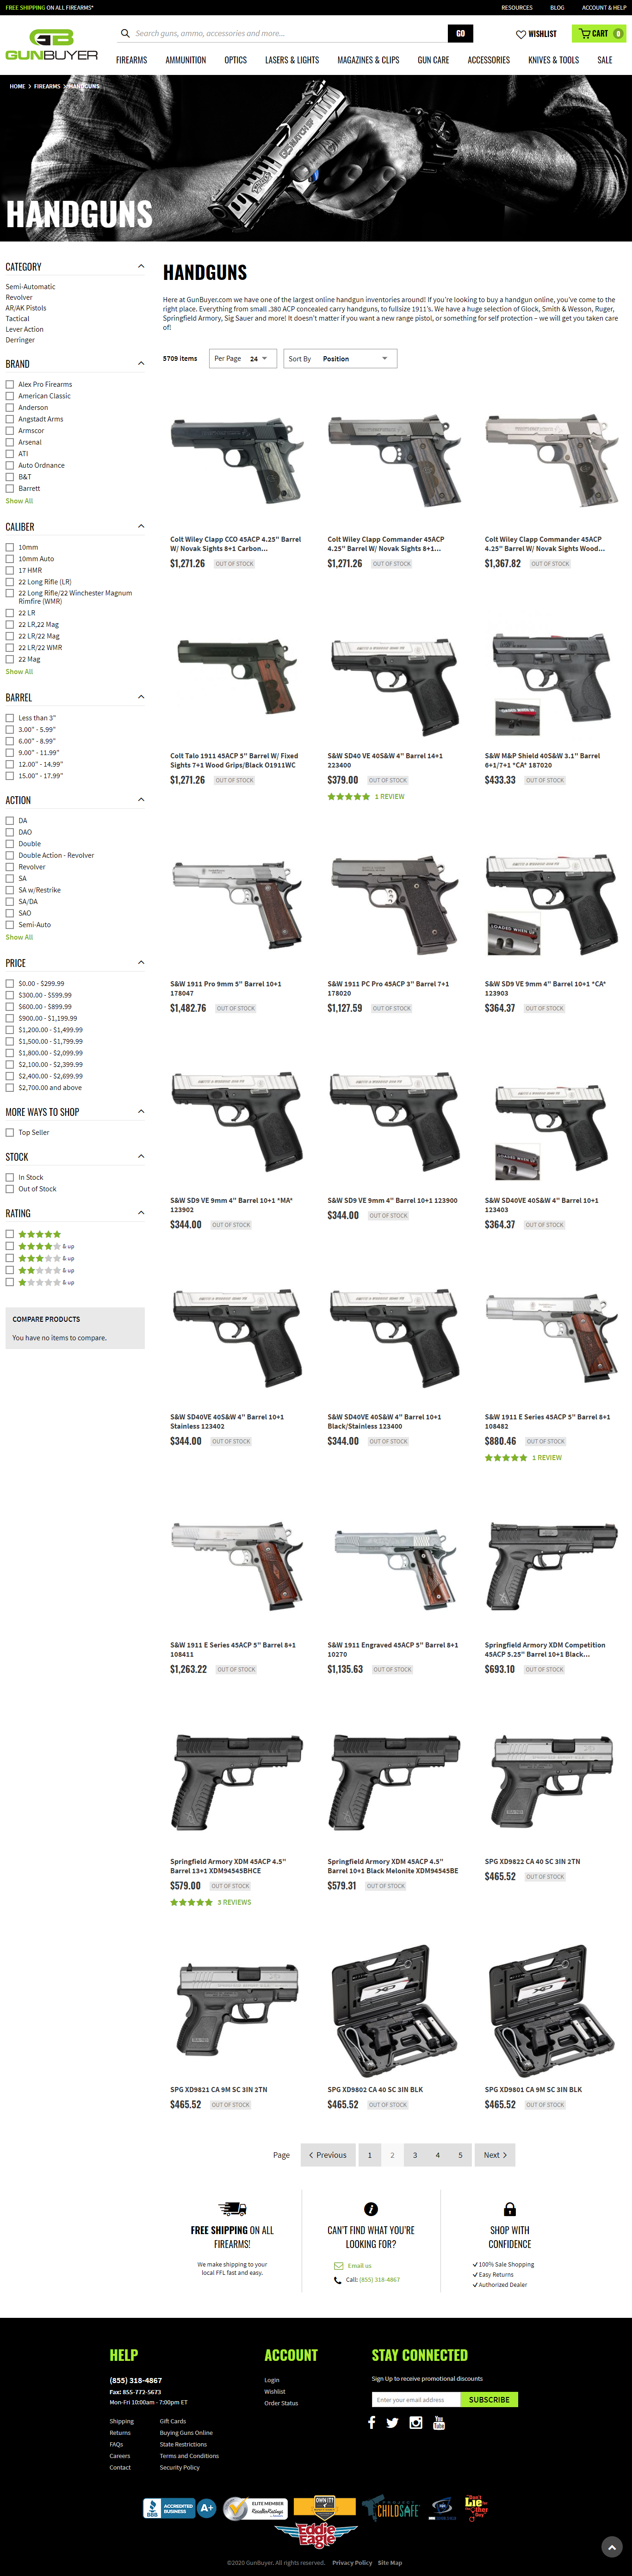 FREE SHIPPING ON ALL FIREARMS*
RESOURCES BLOG ACCOUNT & HELP
GB
GUNBUYER
Search guns, ammo, accessories and more...
GO
WISHLIST
CART 0
FIREARMS AMMUNITION OPTICS LASERS & LIGHTS MAGAZINES & CLIPS GUN CARE ACCESSORIES KNIVES & TOOLS SALE
HOME > FIREARMS > HANDGUNS
HANDGUNS
CATEGORY
Semi-Automatic
Revolver
AR/AK Pistols
Tactical
Lever Action
Derringer
BRAND
Alex Pro Firearms
American Classic
Anderson
Angstadt Arms
Armscor
Arsenal
ATI
Auto Ordnance
B&T
Barrett
Show All
CALIBER
10mm
10mm Auto
17 HMR
22 Long Rifle (LR)
22 Long Rifle/22 Winchester Magnum
Rimfire (WMR)
22 LR
22 LR,22 Mag
22 LR/22 Mag
22 LR/22 WMR
22 Mag
Show All
BARREL
Less than 3"
3.00" - 5.99"
6.00" - 8.99"
9.00" - 11.99"
12.00" - 14.99"
15.00" - 17.99"
ACTION
DA
DAO
Double
Double Action - Revolver
Revolver
SA
SA w/Restrike
SA/DA
SAO
Semi-Auto
Show All
PRICE
$0.00 - $299.99
$300.00 - $599.99
$600.00 - $899.99
$900.00 - $1,199.99
$1,200.00 - $1,499.99
$1,500.00 - $1,799.99
$1,800.00 - $2,099.99
$2,100.00 - $2,399.99
$2,400.00 - $2,699.99
$2,700.00 and above
MORE WAYS TO SHOP
Top Seller
STOCK
In Stock
Out of Stock
RATING
& up
& up
& up
& up
COMPARE PRODUCTS
You have no items to compare.
HANDGUNS
Here at GunBuyer.com we have one of the largest online handgun inventories around! If you're looking to buy a handgun online, you've come to the
right place. Everything from small .380 ACP concealed carry handguns, to fullsize 1911's. We have a huge selection of Glock, Smith & Wesson, Ruger,
Springfield Armory, Sig Sauer and more! It doesn't matter if you want a new range pistol, or something for self protection – we will get you taken care
of!
5709 items
Per Page 24
Sort By Position
Colt Wiley Clapp CCO 45ACP 4.25" Barrel
W/ Novak Sights 8+1 Carbon...
$1,271.26 OUT OF STOCK
Colt Wiley Clapp Commander 45ACP
4.25" Barrel W/ Novak Sights 8+1...
$1,271.26 OUT OF STOCK
Colt Wiley Clapp Commander 45ACP
4.25" Barrel W/ Novak Sights Wood...
$1,367.82 OUT OF STOCK
Colt Talo 1911 45ACP 5" Barrel W/ Fixed
Sights 7+1 Wood Grips/Black O1911WC
$1,271.26 OUT OF STOCK
S&W SD40 VE 40S&W 4" Barrel 14+1
223400
$379.00 OUT OF STOCK
1 REVIEW
S&W M&P Shield 40S&W 3.1" Barrel
6+1/7+1 *CA* 187020
$433.33 OUT OF STOCK
S&W 1911 Pro 9mm 5" Barrel 10+1
178047
$1,482.76 OUT OF STOCK
S&W 1911 PC Pro 45ACP 3" Barrel 7+1
178020
$1,127.59 OUT OF STOCK
LOADED WHEN UP
S&W SD9 VE 9mm 4" Barrel 10+1 *CA*
123903
$364.37 OUT OF STOCK
S&W SD9 VE 9mm 4" Barrel 10+1 *MA*
123902
$344.00 OUT OF STOCK
S&W SD9 VE 9mm 4" Barrel 10+1 123900
$344.00 OUT OF STOCK
S&W SD40VE 40S&W 4" Barrel 10+1
123403
$364.37 OUT OF STOCK
S&W SD40VE 40S&W 4" Barrel 10+1
Stainless 123402
$344.00 OUT OF STOCK
S&W SD40VE 40S&W 4" Barrel 10+1
Black/Stainless 123400
$344.00 OUT OF STOCK
S&W 1911 E Series 45ACP 5" Barrel 8+1
108482
$880.46 OUT OF STOCK
1 REVIEW
S&W 1911 E Series 45ACP 5" Barrel 8+1
108411
$1,263.22 OUT OF STOCK
S&W 1911 Engraved 45ACP 5" Barrel 8+1
10270
$1,135.63 OUT OF STOCK
Springfield Armory XDM Competition
45ACP 5.25" Barrel 10+1 Black...
$693.10 OUT OF STOCK
Springfield Armory XDM 45ACP 4.5"
Barrel 13+1 XDM94545BHCE
$579.00 OUT OF STOCK
3 REVIEWS
Springfield Armory XDM 45ACP 4.5"
Barrel 10+1 Black Melonite XDM94545BE
$579.31 OUT OF STOCK
SPG XD9822 CA 40 SC 3IN 2TN
$465.52 OUT OF STOCK
SPG XD9821 CA 9M SC 3IN 2TN
$465.52 OUT OF STOCK
SPG XD9802 CA 40 SC 3IN BLK
$465.52 OUT OF STOCK
SPG XD9801 CA 9M SC 3IN BLK
$465.52 OUT OF STOCK
Page < Previous 1 2 3 4 5 Next >
FREE SHIPPING ON ALL
FIREARMS!
We make shipping to your
local FFL fast and easy.
CAN'T FIND WHAT YOU'RE
LOOKING FOR?
Email us
Call: (855) 318-4867
SHOP WITH
CONFIDENCE
100% Sale Shopping
Easy Returns
Authorized Dealer
HELP
(855) 318-4867
Fax: 855-772-5673
Mon-Fri 10:00am - 7:00pm ET
Shipping
Returns
FAQs
Careers
Contact
Gift Cards
Buying Guns Online
State Restrictions
Terms and Conditions
Security Policy
ACCOUNT
Login
Wishlist
Order Status
STAY CONNECTED
Sign Up to receive promotional discounts
Enter your email address
SUBSCRIBE
You
Tube
BBB
ACCREDITED
BUSINESS
A+
ELITE MEMBER
ResellerRatings
OWN IT?
PROJECT
CHILDSAFE
Don't
Lie
for the
Other
Guy
Eddie
Eagle
©2020 GunBuyer. All rights reserved. Privacy Policy Site Map